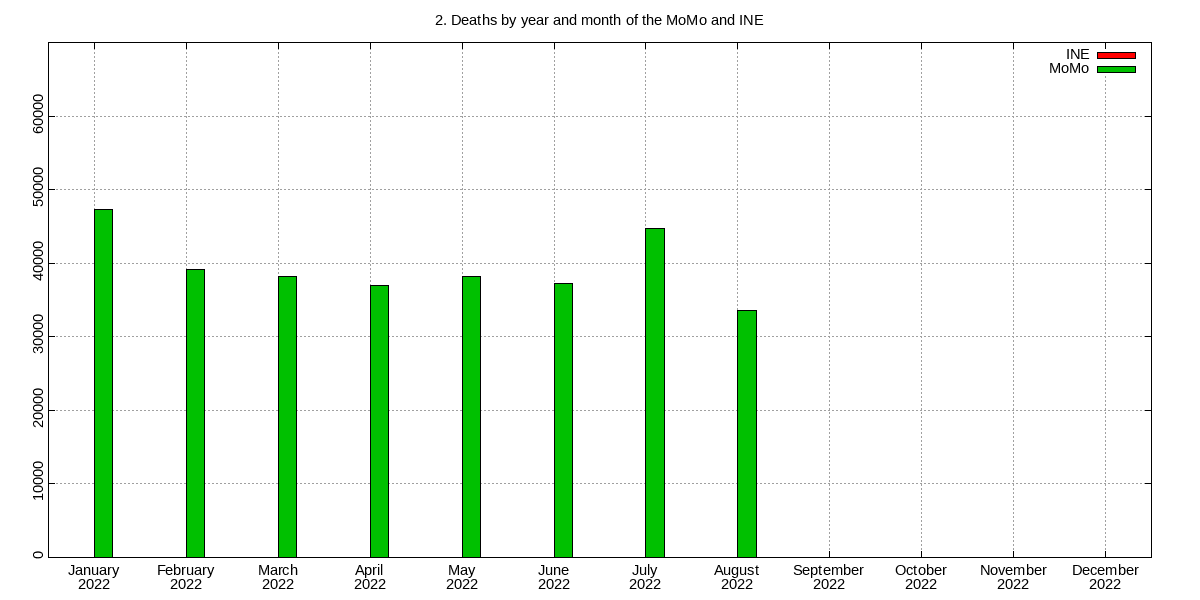 2. Deaths by year and month of the MoMo and INE
INE
MoMo
60000
50000
40000
30000
20000
10000
0
January February March April May June July August September October November December
2022 2022 2022 2022 2022 2022 2022 2022 2022 2022 2022 2022